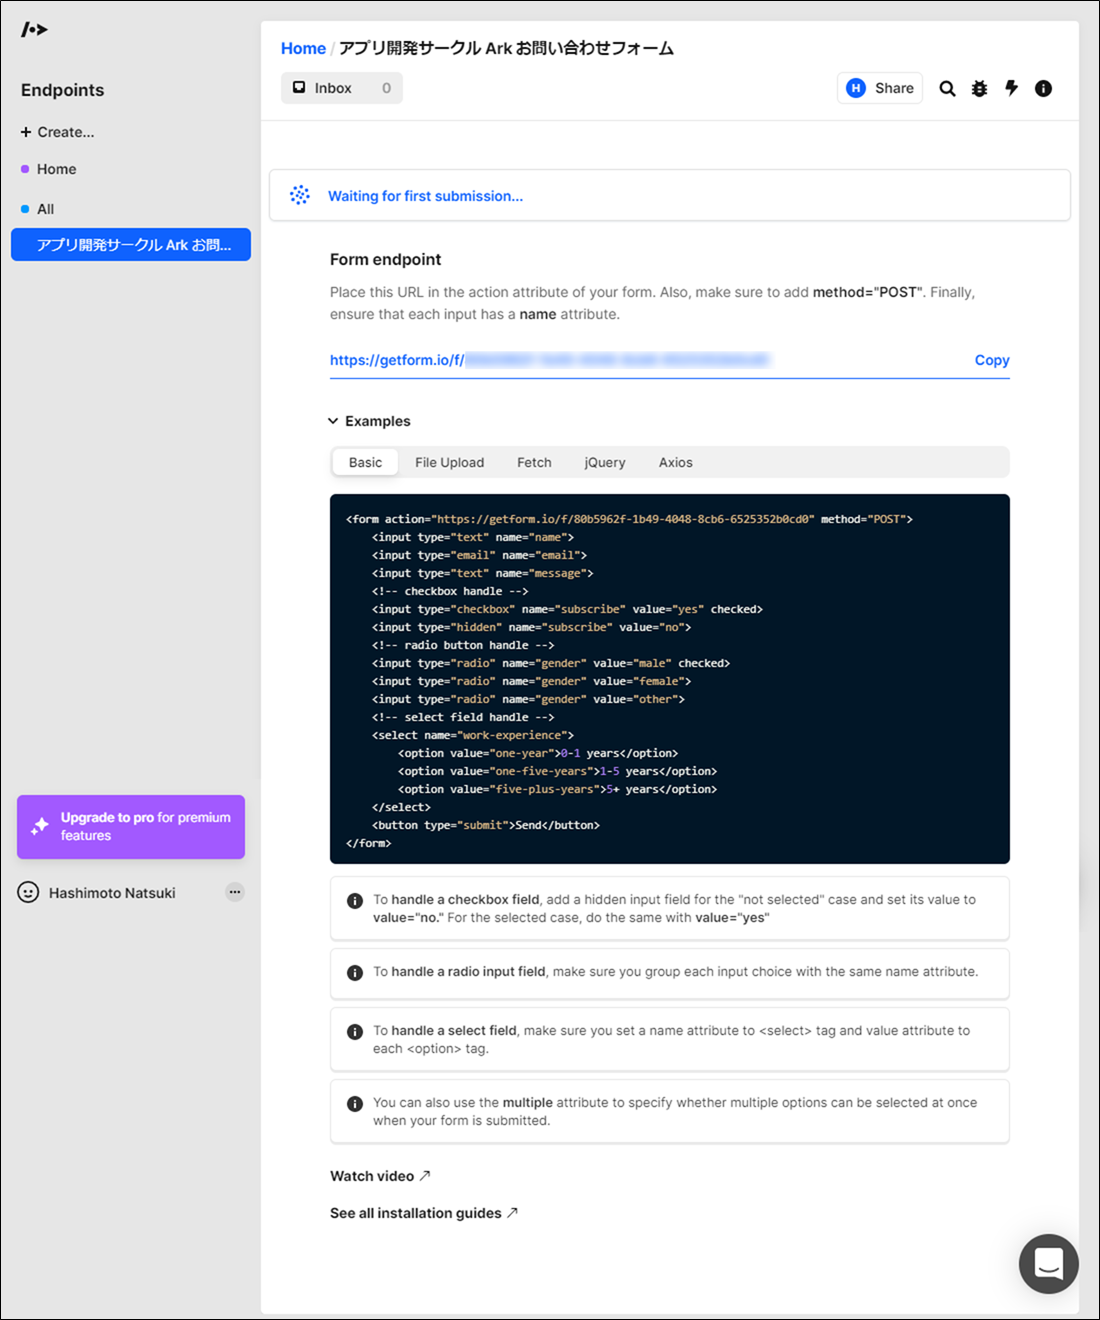 Endpoints
+ Create...
Home
All
アプリ開発サークル Ark お問...
Upgrade to pro for premium
features
Hashimoto Natsuki
Home / アプリ開発サークル Ark お問い合わせフォーム
Inbox 0
H Share
Waiting for first submission...
Form endpoint
Place this URL in the action attribute of your form. Also, make sure to add method="POST". Finally,
ensure that each input has a name attribute.
https://getform.io/f/
Copy
Examples
Basic File Upload Fetch jQuery Axios
<form action="https://getform.io/f/80b5962f-1b49-4048-8cb6-6525352b0cd0" method="POST">
<input type="text" name="name">
<input type="email" name="email">
<input type="text" name="message">
<!-- checkbox handle -->
<input type="checkbox" name="subscribe" value="yes" checked>
<input type="hidden" name="subscribe" value="no">
<!-- radio button handle -->
<input type="radio" name="gender" value="male" checked>
<input type="radio" name="gender" value="female">
<input type="radio" name="gender" value="other">
<!-- select field handle -->
<select name="work-experience">
<option value="one-year">0-1 years</option>
<option value="one-five-years">1-5 years</option>
<option value="five-plus-years">5+ years</option>
</select>
<button type="submit">Send</button>
</form>
To handle a checkbox field, add a hidden input field for the "not selected" case and set its value to
value="no." For the selected case, do the same with value="yes"
To handle a radio input field, make sure you group each input choice with the same name attribute.
To handle a select field, make sure you set a name attribute to <select> tag and value attribute to
each <option> tag.
You can also use the multiple attribute to specify whether multiple options can be selected at once
when your form is submitted.
Watch video ↗
See all installation guides ↗